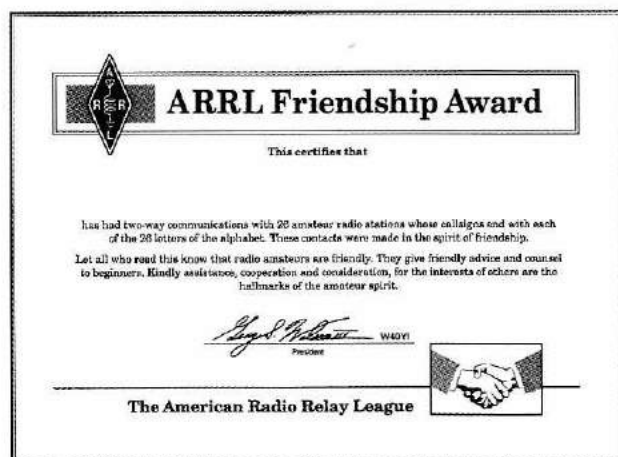 A
R R
L
ARRL Friendship Award
This certifies that
has had two-way communications with 26 amateur radio stations whose callsigns end with each
of the 26 letters of the alphabet. These contacts were made in the spirit of friendship.
Let all who read this know that radio amateurs are friendly. They give friendly advice and counsel
to beginners. Kindly assistance, cooperation and consideration, for the interests of others are the
hallmarks of the amateur spirit.
W4OYI
President
The American Radio Relay League